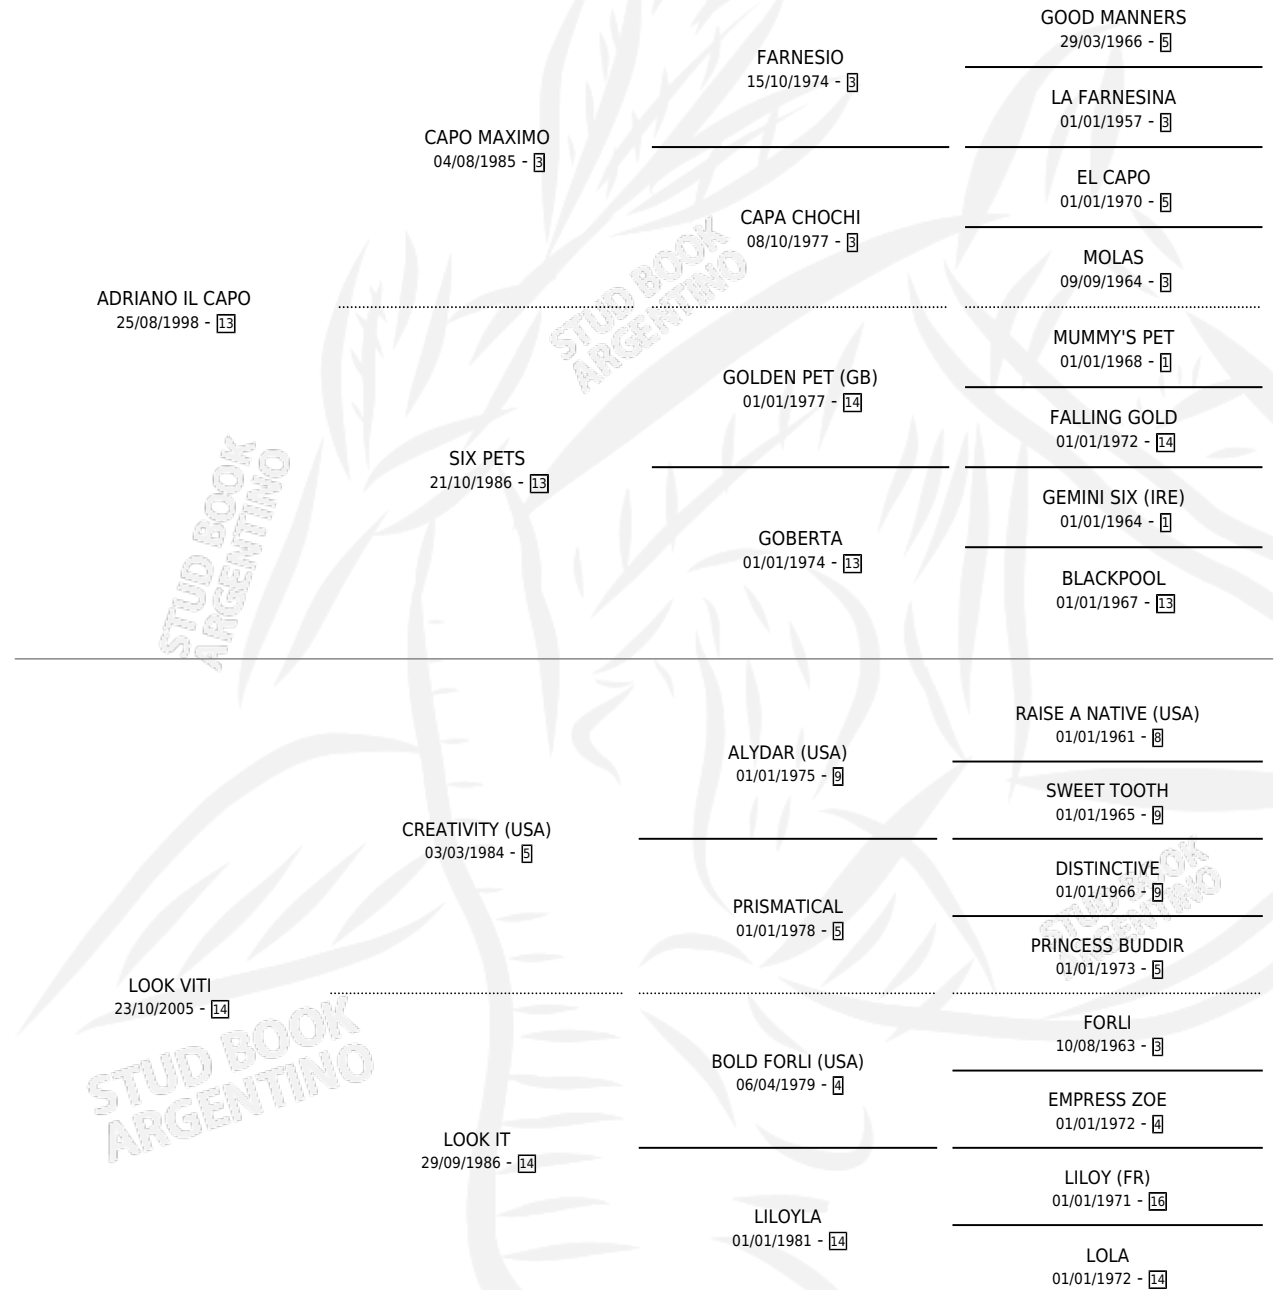 GOOD MANNERS
29/03/1966 - 5
FARNESIO
15/10/1974 - 3
LA FARNESINA
01/01/1957 - 3
CAPO MAXIMO
04/08/1985 - 3
EL CAPO
01/01/1970 - 5
CAPA CHOCHI
08/10/1977 - 3
MOLAS
09/09/1964 - 3
ADRIANO IL CAPO
25/08/1998 - 13
STUD BOOK
ARGENTINO
MUMMY'S PET
01/01/1968 - 1
GOLDEN PET (GB)
01/01/1977 - 14
FALLING GOLD
01/01/1972 - 14
SIX PETS
21/10/1986 - 13
GEMINI SIX (IRE)
01/01/1964 - 1
GOBERTA
01/01/1974 - 13
BLACKPOOL
01/01/1967 - 13
STUD BOOK
ARGENTINO
RAISE A NATIVE (USA)
01/01/1961 - 8
ALYDAR (USA)
01/01/1975 - 9
SWEET TOOTH
01/01/1965 - 9
CREATIVITY (USA)
03/03/1984 - 5
DISTINCTIVE
01/01/1966 - 9
PRISMATICAL
01/01/1978 - 5
PRINCESS BUDDIR
01/01/1973 - 5
STUD BOOK
ARGENTINO
LOOK VITI
23/10/2005 - 14
FORLI
10/08/1963 - 3
BOLD FORLI (USA)
06/04/1979 - 4
EMPRESS ZOE
01/01/1972 - 4
STUD BOOK
ARGENTINO
LOOK IT
29/09/1986 - 14
LILOY (FR)
01/01/1971 - 16
LILOYLA
01/01/1981 - 14
LOLA
01/01/1972 - 14